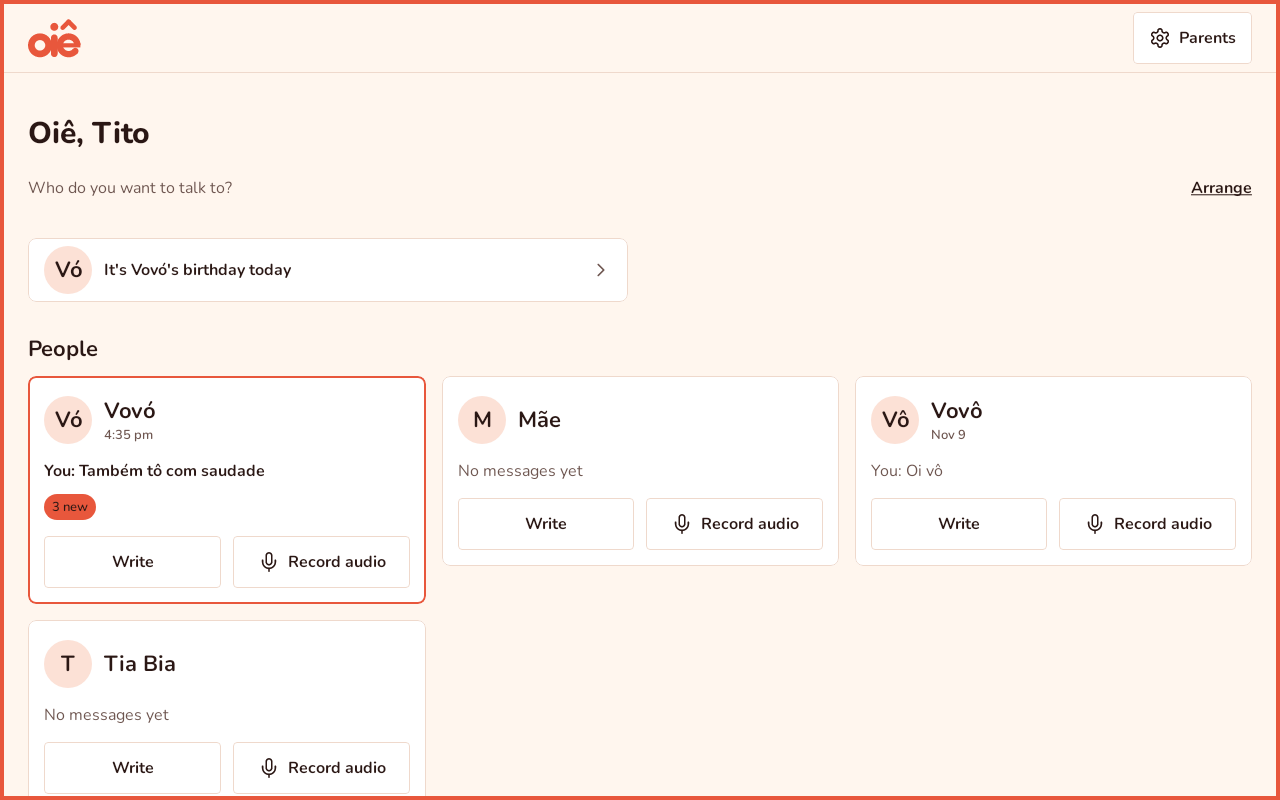 oiê
Parents
Oiê, Tito
Who do you want to talk to?
Arrange
Vó
It's Vovó's birthday today
People
Vó
Vovó
4:35 pm
You: Também tô com saudade
3 new
Write
Record audio
M
Mãe
No messages yet
Write
Record audio
Vô
Vovô
Nov 9
You: Oi vô
Write
Record audio
T
Tia Bia
No messages yet
Write
Record audio